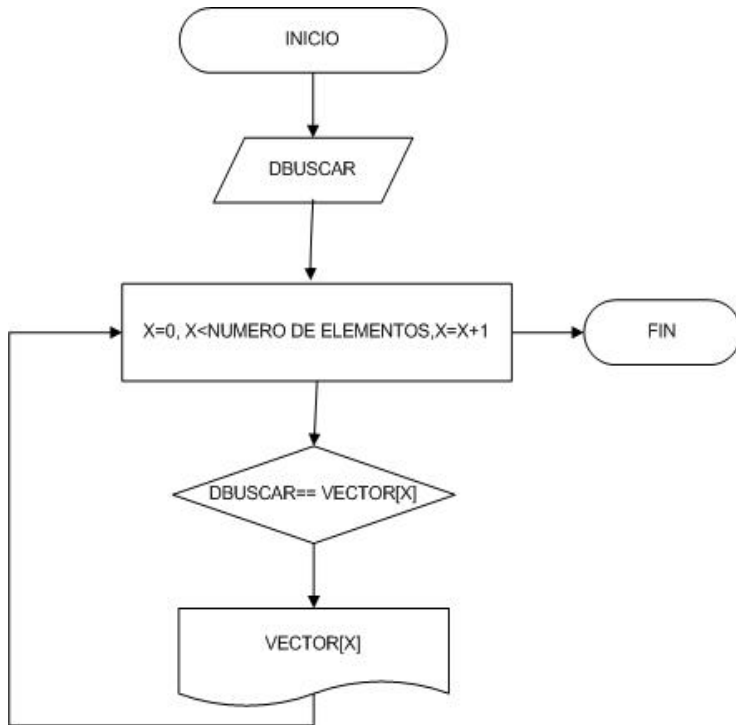 INICIO
DBUSCAR
X=0, X<NUMERO DE ELEMENTOS,X=X+1
FIN
DBUSCAR== VECTOR[X]
VECTOR[X]